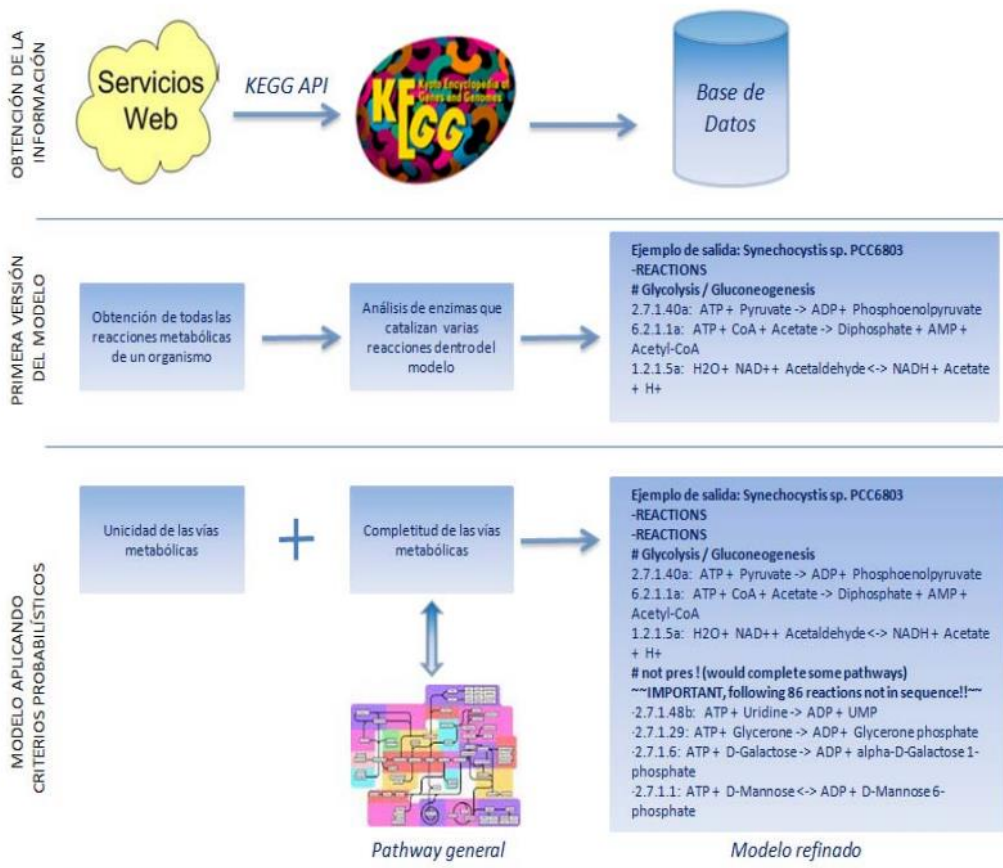 OBTENCIÓN DE LA
INFORMACIÓN
Servicios
Web
KEGG API
Kyoto Encyclopedia of
Genes and Genomes
KEGG
Base de
Datos
PRIMERA VERSIÓN
DEL MODELO
Obtención de todas las
reacciones metabólicas
de un organismo
Análisis de enzimas que
catalizan varias
reacciones dentro del
modelo
Ejemplo de salida: Synechocystis sp. PCC6803
-REACTIONS
# Glycolysis / Gluconeogenesis
2.7.1.40a: ATP + Pyruvate -> ADP + Phosphoenolpyruvate
6.2.1.1a: ATP + CoA + Acetate -> Diphosphate + AMP +
Acetyl-CoA
1.2.1.5a: H2O + NAD+ + Acetaldehyde <-> NADH + Acetate
+ H+
MODELO APLICANDO
CRITERIOS PROBABILÍSTICOS
Unicidad de las vías
metabólicas
+
Completitud de las vías
metabólicas
Ejemplo de salida: Synechocystis sp. PCC6803
-REACTIONS
-REACTIONS
# Glycolysis / Gluconeogenesis
2.7.1.40a: ATP + Pyruvate -> ADP + Phosphoenolpyruvate
6.2.1.1a: ATP + CoA + Acetate -> Diphosphate + AMP +
Acetyl-CoA
1.2.1.5a: H2O + NAD+ + Acetaldehyde <-> NADH + Acetate
+ H+
# not pres ! (would complete some pathways)
~~IMPORTANT, following 86 reactions not in sequence!!~~
-2.7.1.48b: ATP + Uridine -> ADP + UMP
-2.7.1.29: ATP + Glycerone -> ADP + Glycerone phosphate
-2.7.1.6: ATP + D-Galactose -> ADP + alpha-D-Galactose 1-
phosphate
-2.7.1.1: ATP + D-Mannose <-> ADP + D-Mannose 6-
phosphate
Pathway general
Modelo refinado